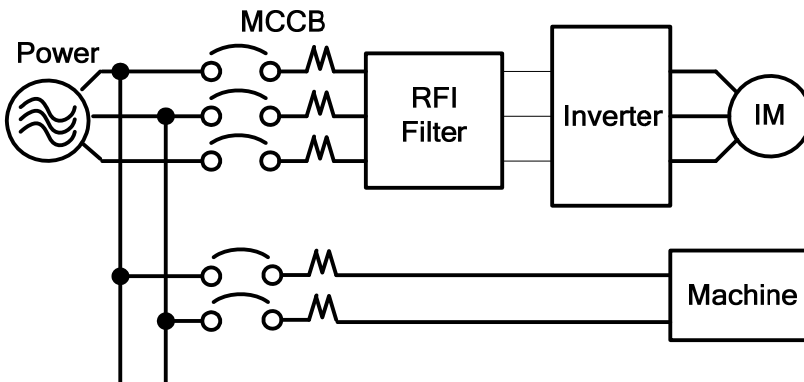 MCCB
Power
RFI
Filter
Inverter
IM
Machine